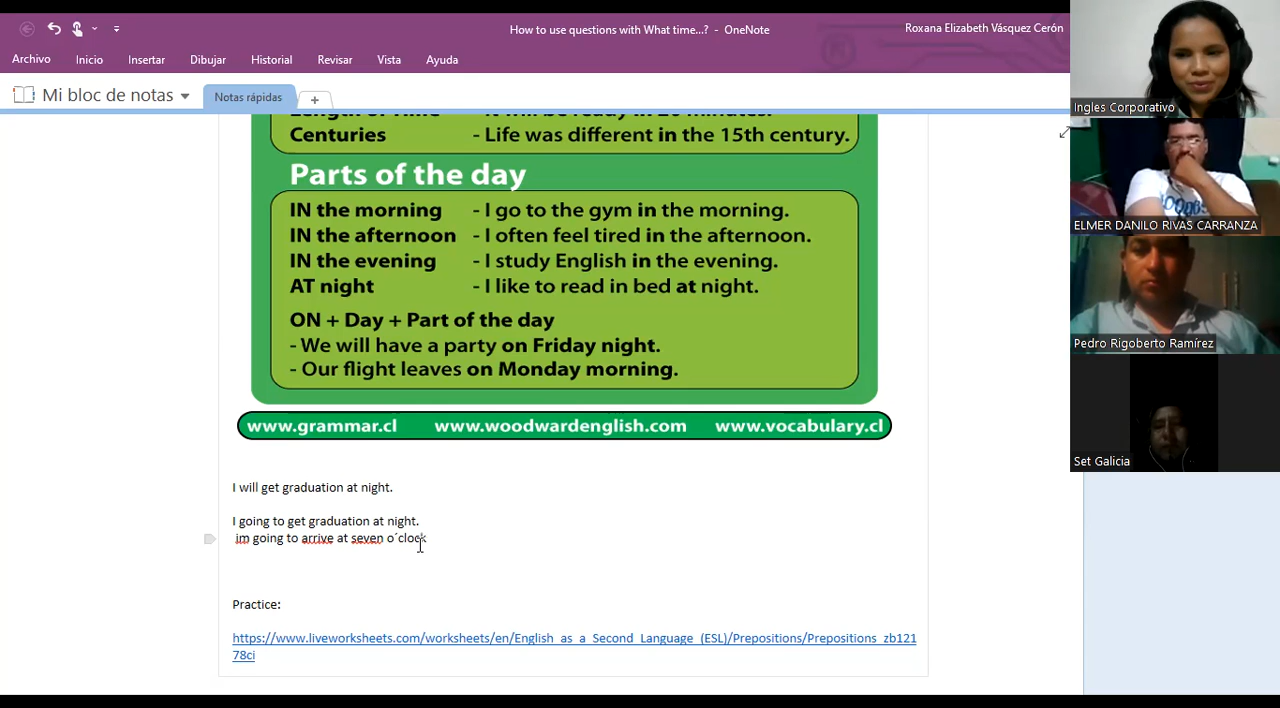 How to use questions with What time...? - OneNote
Roxana Elizabeth Vásquez Cerón
Archivo Inicio Insertar Dibujar Historial Revisar Vista Ayuda
Mi bloc de notas Notas rápidas
Centuries - Life was different in the 15th century.
Parts of the day
IN the morning - I go to the gym in the morning.
IN the afternoon - I often feel tired in the afternoon.
IN the evening - I study English in the evening.
AT night - I like to read in bed at night.
ON + Day + Part of the day
- We will have a party on Friday night.
- Our flight leaves on Monday morning.
www.grammar.cl www.woodwardenglish.com www.vocabulary.cl
I will get graduation at night.
I going to get graduation at night.
im going to arrive at seven o´clock
Practice:
https://www.liveworksheets.com/worksheets/en/English_as_a_Second_Language_(ESL)/Prepositions/Prepositions_zb121
78ci
Ingles Corporativo
ELMER DANILO RIVAS CARRANZA
Pedro Rigoberto Ramírez
Set Galicia